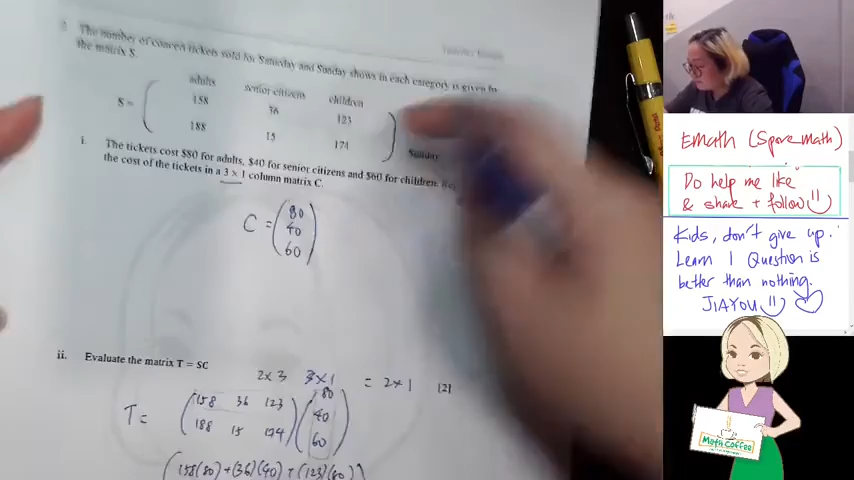 2. The number of concert tickets sold for Saturday and Sunday shows in each category is given in
the matrix S.
adults senior citizens children
S =
158 36 123
188 15 174
Sunday
i. The tickets cost $80 for adults, $40 for senior citizens and $60 for children.
the cost of the tickets in a 3 × 1 column matrix C.
C = 
80
40
60
ii. Evaluate the matrix T = SC
2×3 3×1 = 2×1 [2]
T = (158 36 123) (80
188 15 174 40
60)
(158(80) + (36)(40) + (123)(80)
Emath (Spore math)
Do help me like
& share + follow
Kids, don't give up.
Learn 1 Question is
better than nothing.
JIAYOU
Math Coffee